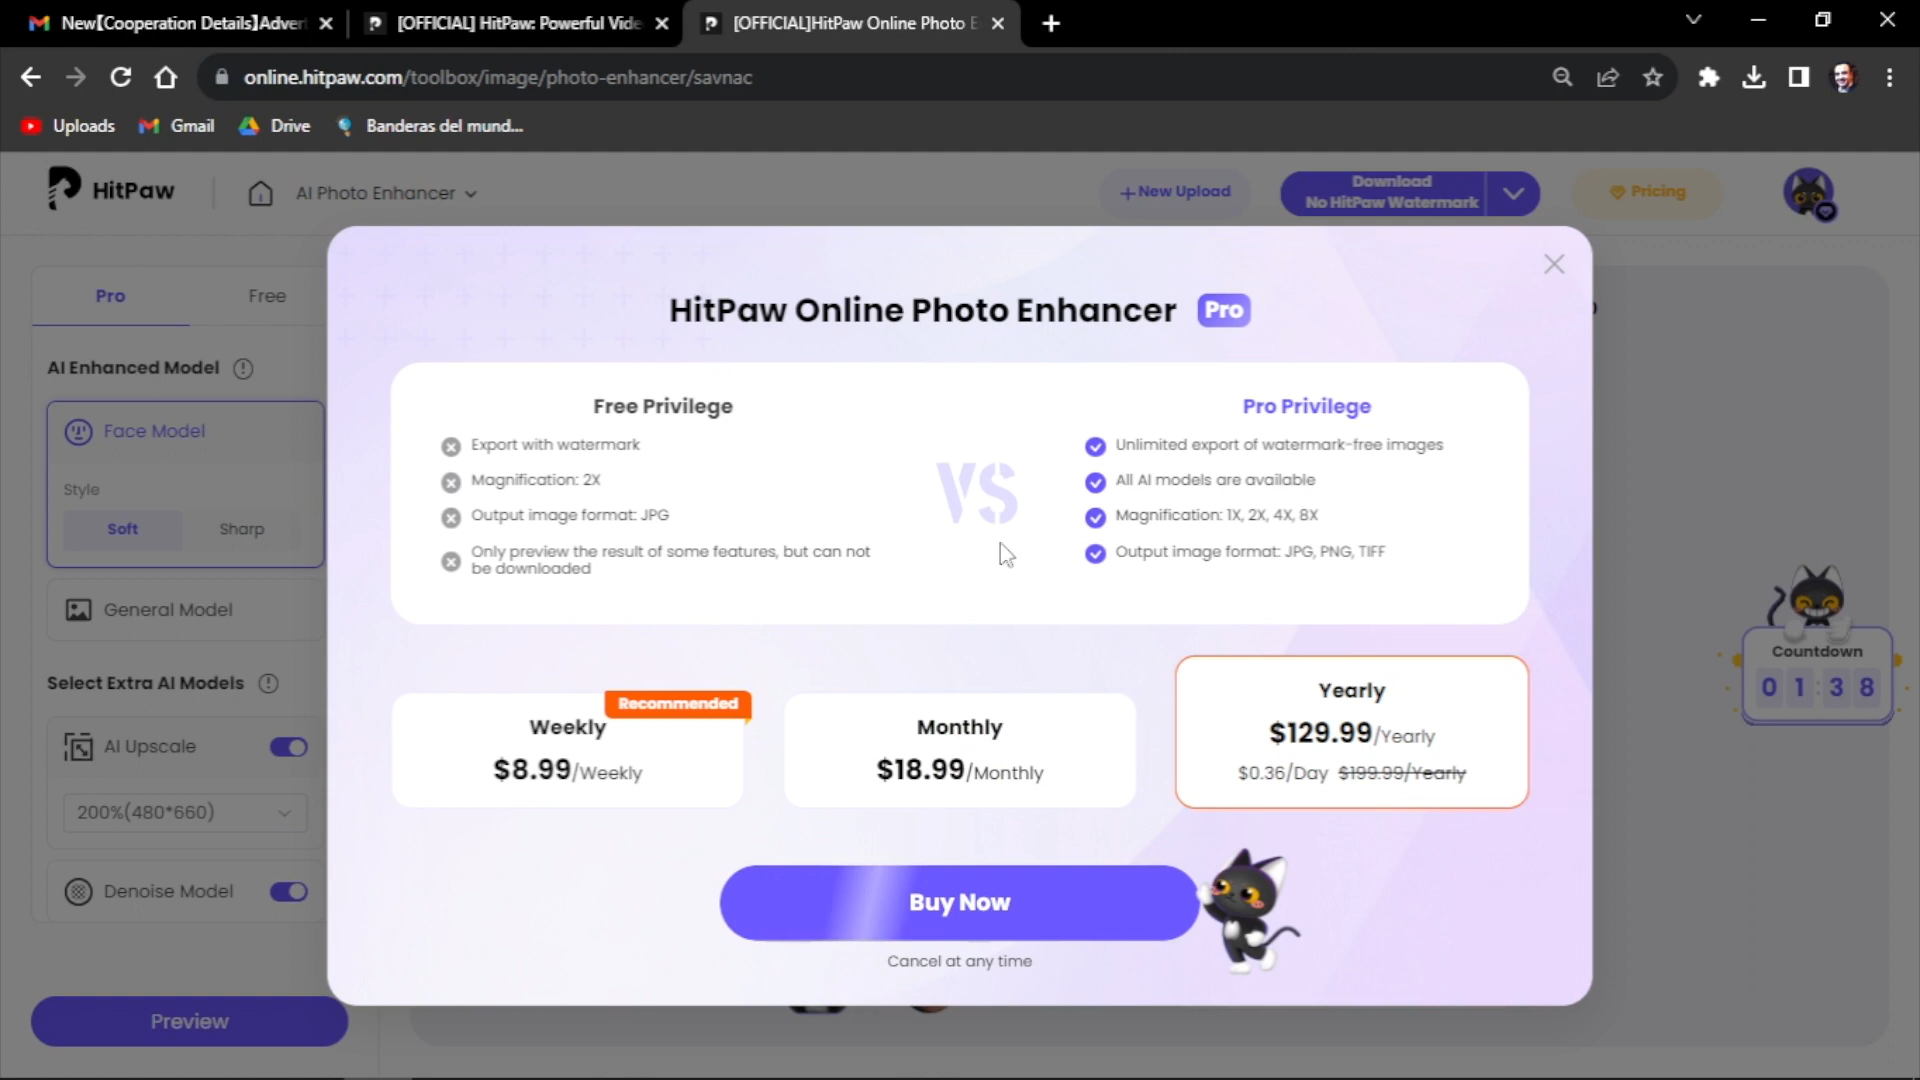 New【Cooperation Details】Advert
[OFFICIAL] HitPaw: Powerful Vide
[OFFICIAL]HitPaw Online Photo E
online.hitpaw.com/toolbox/image/photo-enhancer/savnac
Uploads
Gmail
Drive
Banderas del mund...
HitPaw
AI Photo Enhancer
+New Upload
Download
No HitPaw Watermark
Pricing
Pro
Free
AI Enhanced Model
Face Model
Style
Soft
Sharp
General Model
Select Extra AI Models
AI Upscale
200%(480*660)
Denoise Model
Preview
HitPaw Online Photo Enhancer Pro
Free Privilege
Export with watermark
Magnification: 2X
Output image format: JPG
Only preview the result of some features, but can not
be downloaded
VS
Pro Privilege
Unlimited export of watermark-free images
All AI models are available
Magnification: 1X, 2X, 4X, 8X
Output image format: JPG, PNG, TIFF
Recommended
Weekly
$8.99/Weekly
Monthly
$18.99/Monthly
Yearly
$129.99/Yearly
$0.36/Day $199.99/Yearly
Buy Now
Cancel at any time
Countdown
01:38